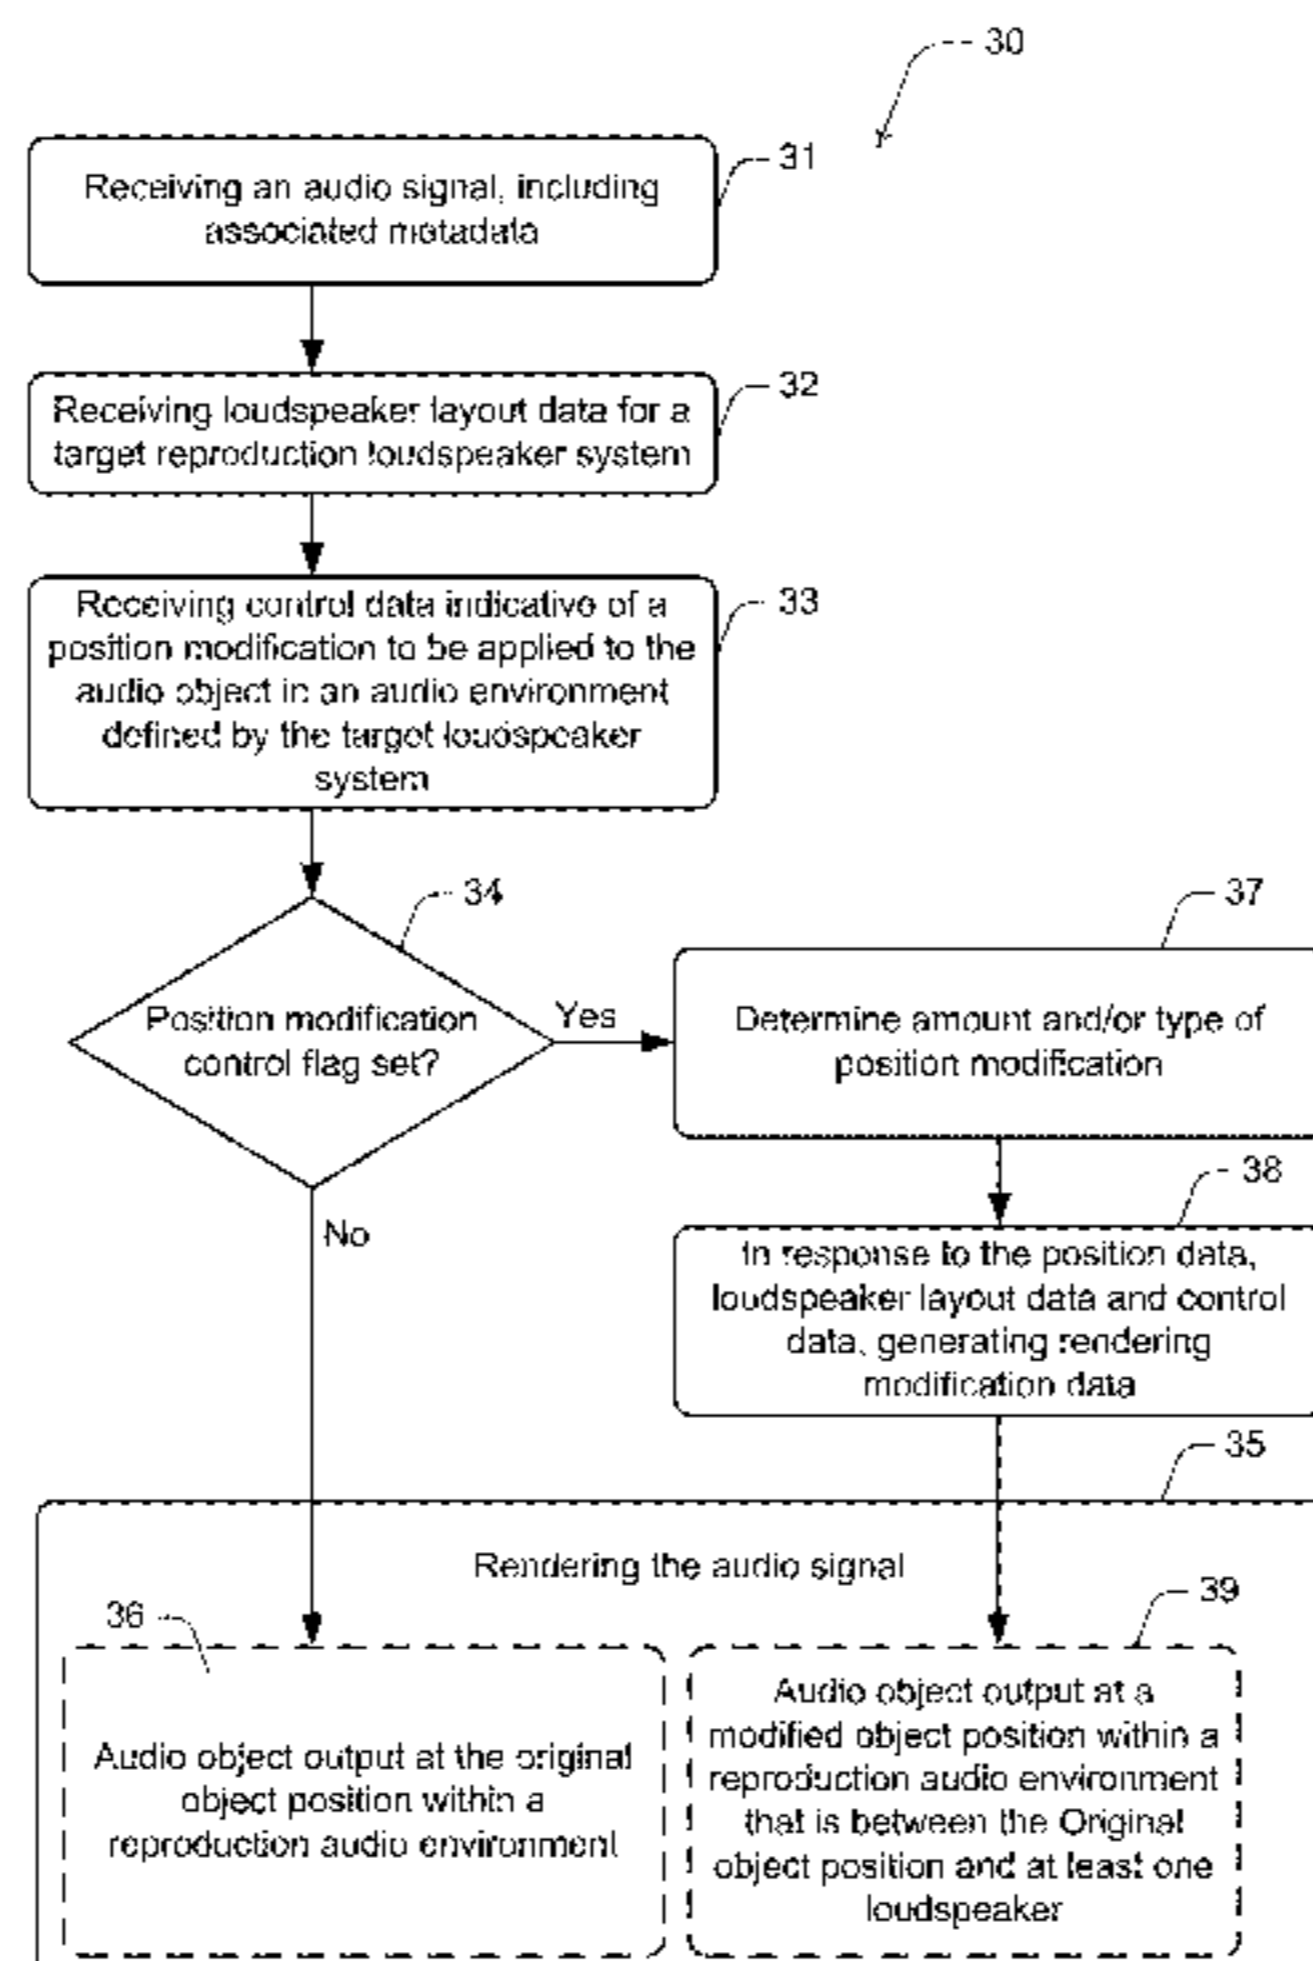 30
31
Receiving an audio signal, including
associated metadata
32
Receiving loudspeaker layout data for a
target reproduction loudspeaker system
33
Receiving control data indicative of a
position modification to be applied to the
audio object in an audio environment
defined by the target loudspeaker
system
34
Position modification
control flag set?
Yes
No
37
Determine amount and/or type of
position modification
38
In response to the position data,
loudspeaker layout data and control
data, generating rendering
modification data
35
Rendering the audio signal
36
Audio object output at the original
object position within a
reproduction audio environment
39
Audio object output at a
modified object position within a
reproduction audio environment
that is between the Original
object position and at least one
loudspeaker